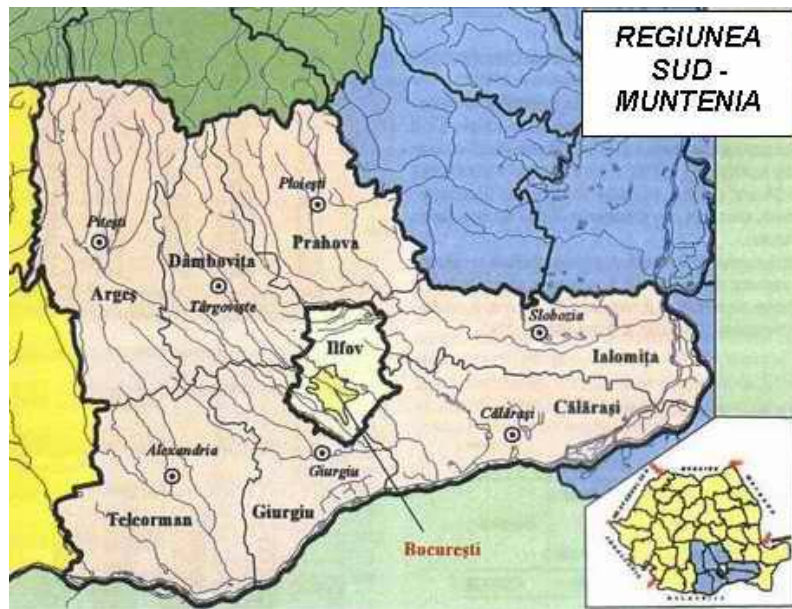 REGIUNEA
SUD -
MUNTENIA
Ploiești
Pitești
Prahova
Dâmbovița
Argeș
Târgoviște
Slobozia
Ilfov
Ialomița
Călărași
Călărași
Alexandria
Giurgiu
Teleorman
Giurgiu
București